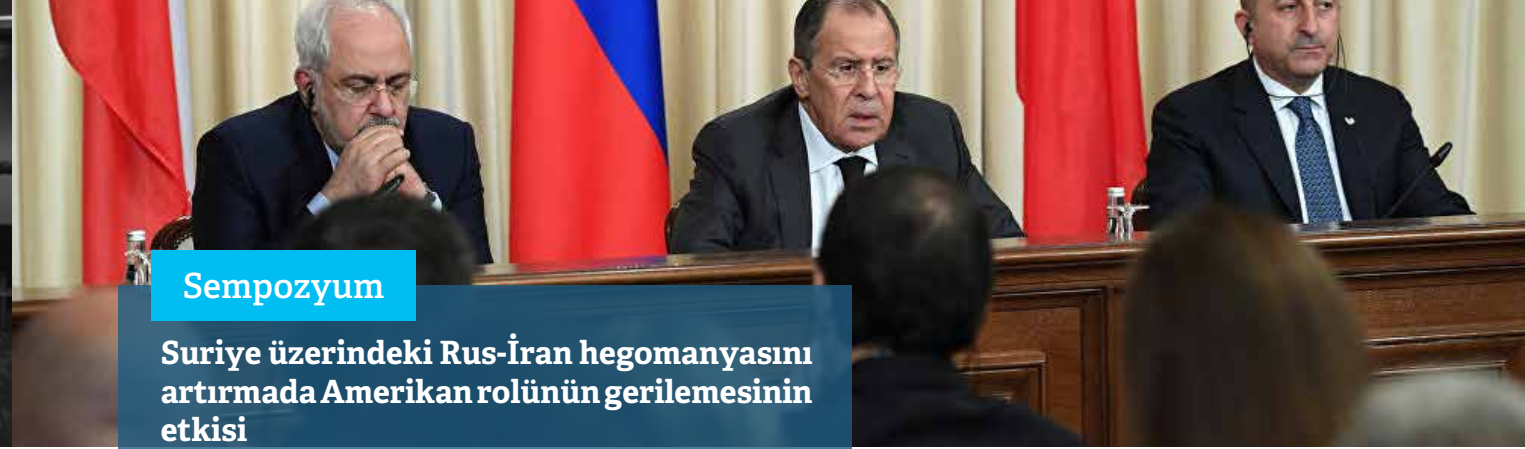 Sempozyum
Suriye üzerindeki Rus-İran hegomanyasını
artırmada Amerikan rolünün gerilemesinin
etkisi